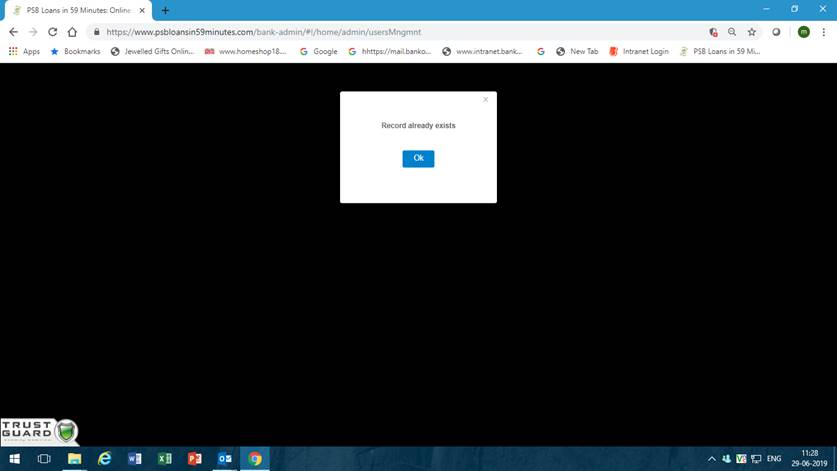 PSB Loans in 59 Minutes: Online
https://www.psbloansin59minutes.com/bank-admin/#!/home/admin/usersMngmnt
m
Apps Bookmarks Jewelled Gifts Onlin... www.homeshop18.... Google hhttps://mail.banko... www.intranet.bank... New Tab Intranet Login PSB Loans in 59 Mi...
x
Record already exists
Ok
TRUST
GUARD
ENG
11:28
29-06-2019